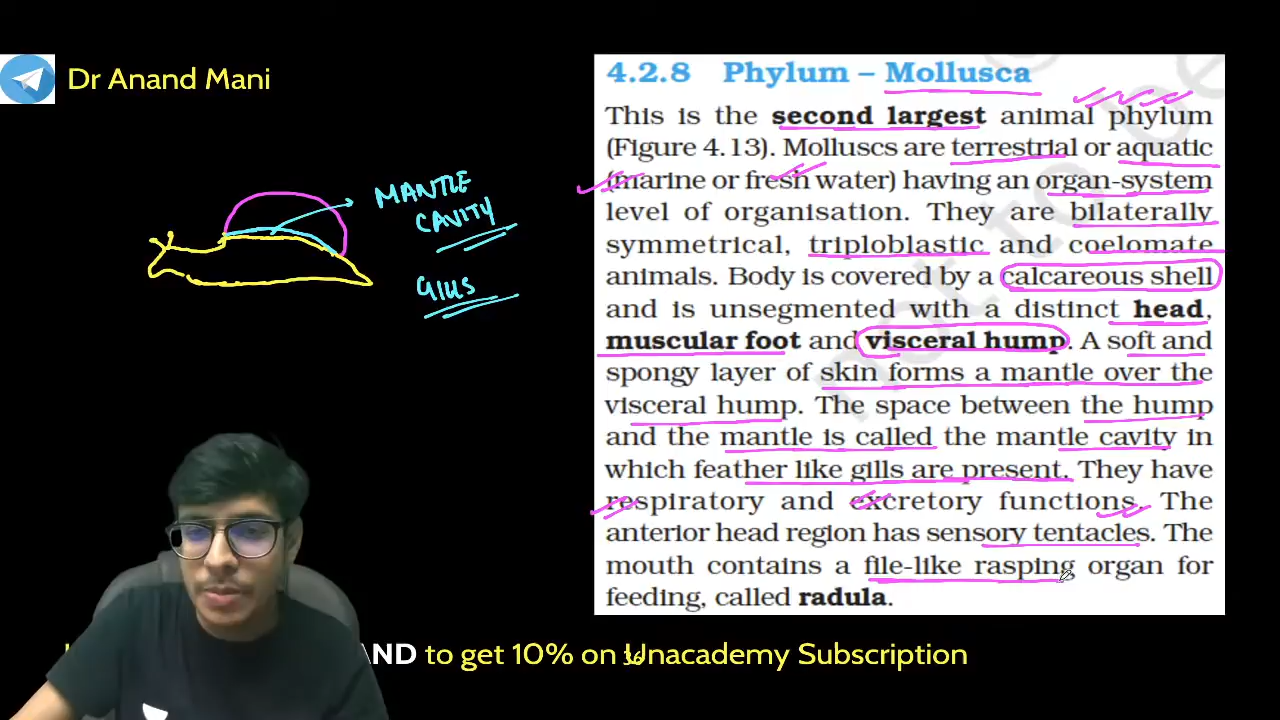 Dr Anand Mani
MANTLE
CAVITY
GILLS
4.2.8 Phylum – Mollusca
This is the second largest animal phylum
(Figure 4.13). Molluscs are terrestrial or aquatic
(marine or fresh water) having an organ-system
level of organisation. They are bilaterally
symmetrical, triploblastic and coelomate
animals. Body is covered by a calcareous shell
and is unsegmented with a distinct head,
muscular foot and visceral hump. A soft and
spongy layer of skin forms a mantle over the
visceral hump. The space between the hump
and the mantle is called the mantle cavity in
which feather like gills are present. They have
respiratory and excretory functions. The
anterior head region has sensory tentacles. The
mouth contains a file-like rasping organ for
feeding, called radula.
AND to get 10% on Unacademy Subscription
36